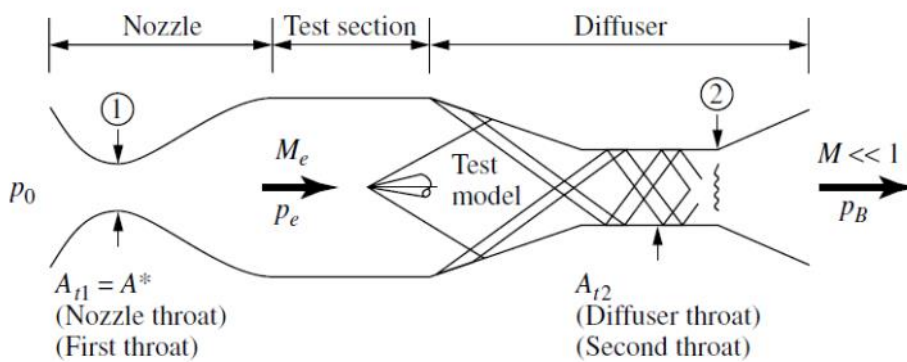 Nozzle
Test section
Diffuser
1
2
p₀
Mₑ
pₑ
Test
model
M << 1
p_B
Aₜ₁ = A*
(Nozzle throat)
(First throat)
Aₜ₂
(Diffuser throat)
(Second throat)